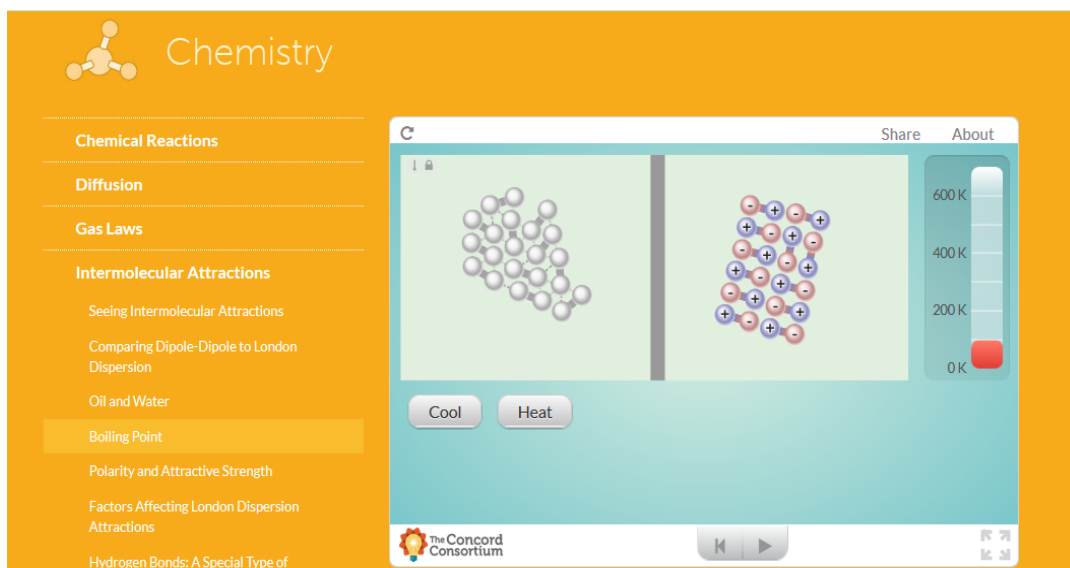 Chemistry
Chemical Reactions
Diffusion
Gas Laws
Intermolecular Attractions
Seeing Intermolecular Attractions
Comparing Dipole-Dipole to London
Dispersion
Oil and Water
Boiling Point
Polarity and Attractive Strength
Factors Affecting London Dispersion
Attractions
Hydrogen Bonds: A Special Type of
Share About
- + - +
+ - + -
- + - +
+ - + -
- + - +
+ - + -
600 K
400 K
200 K
0 K
Cool Heat
The Concord
Consortium